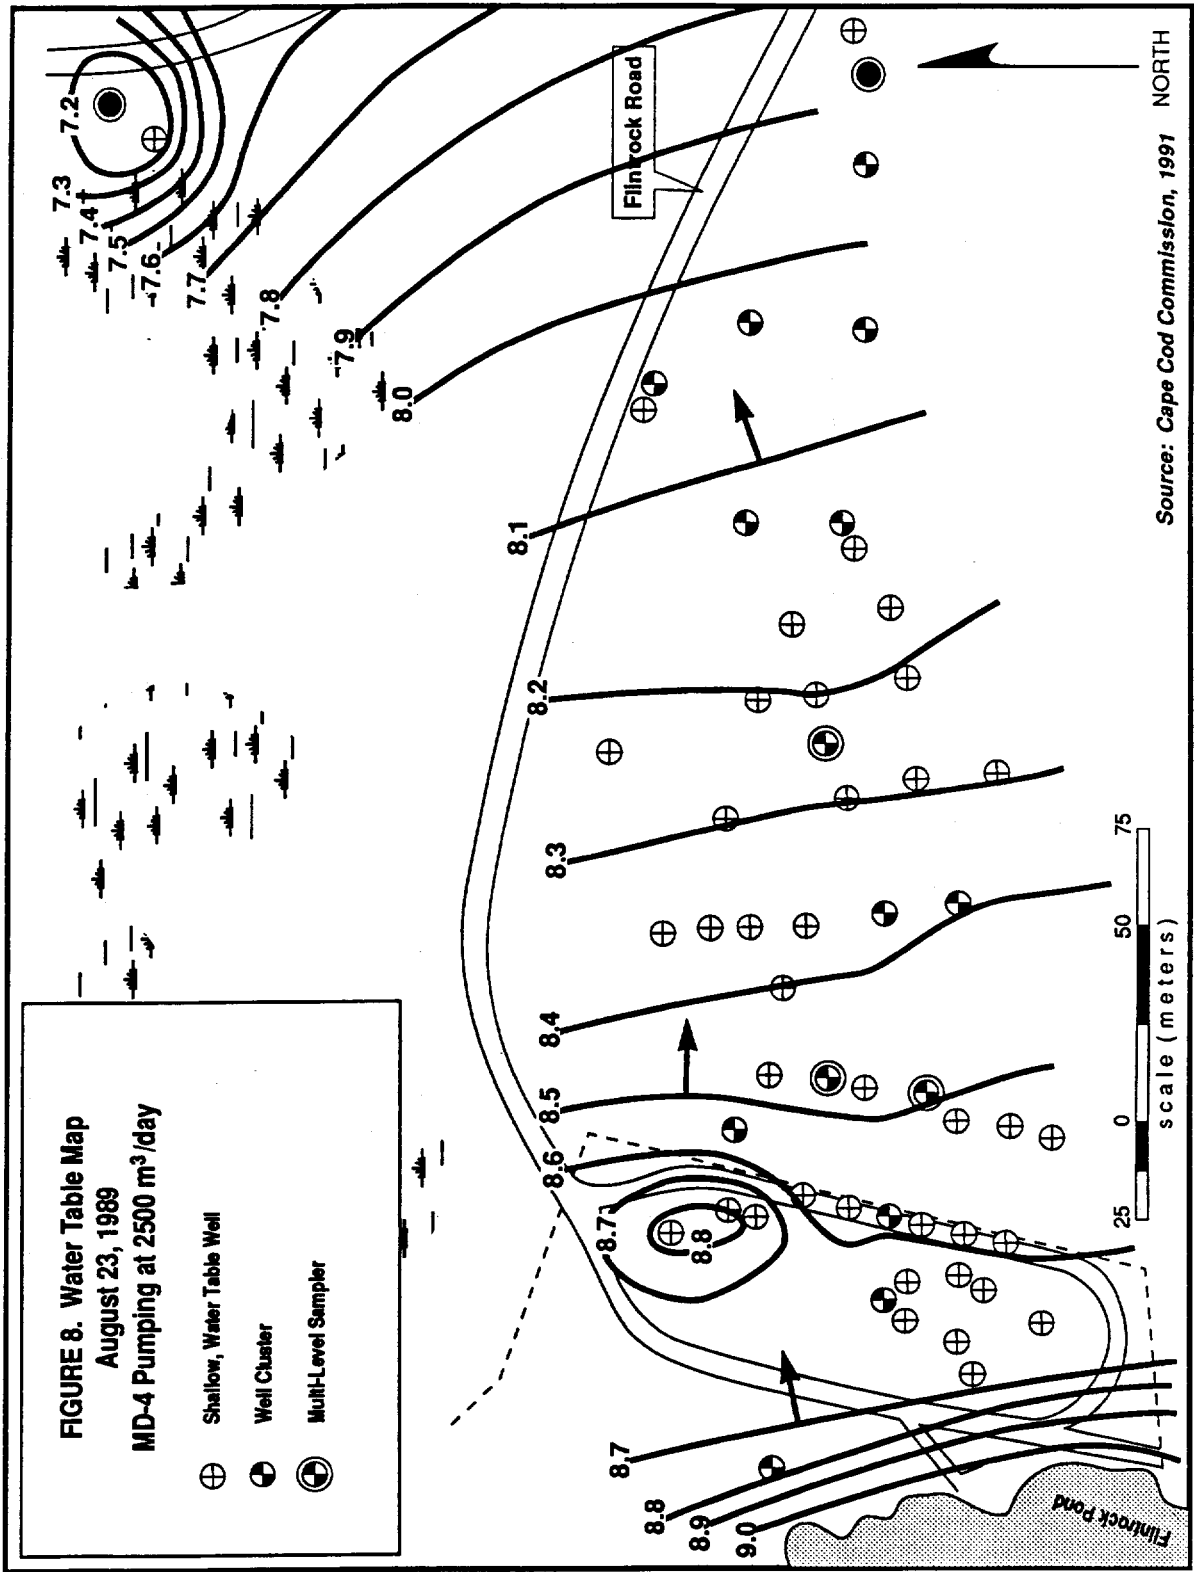 FIGURE 8. Water Table Map
August 23, 1989
MD-4 Pumping at 2500 m³/day
Shallow, Water Table Well
Well Cluster
Multi-Level Sampler
7.2
7.3
7.4
7.5
7.6
7.7
7.8
7.9
8.0
8.1
8.2
8.3
8.4
8.5
8.6
8.7
8.8
8.7
8.8
8.9
9.0
Flintrock Road
Flintrock Pond
25
0
50
75
scale (meters)
NORTH
Source: Cape Cod Commission, 1991